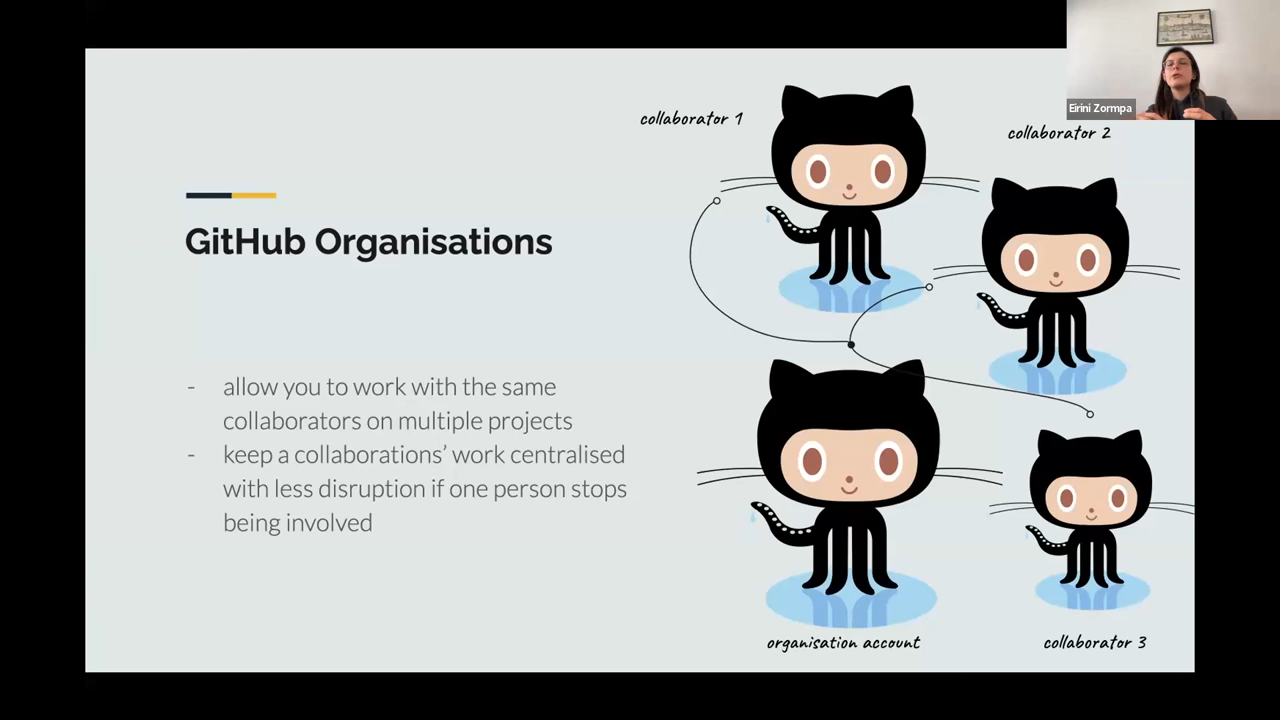 Eirini Zormpa
collaborator 1
collaborator 2
GitHub Organisations
- allow you to work with the same
collaborators on multiple projects
- keep a collaborations’ work centralised
with less disruption if one person stops
being involved
organisation account
collaborator 3